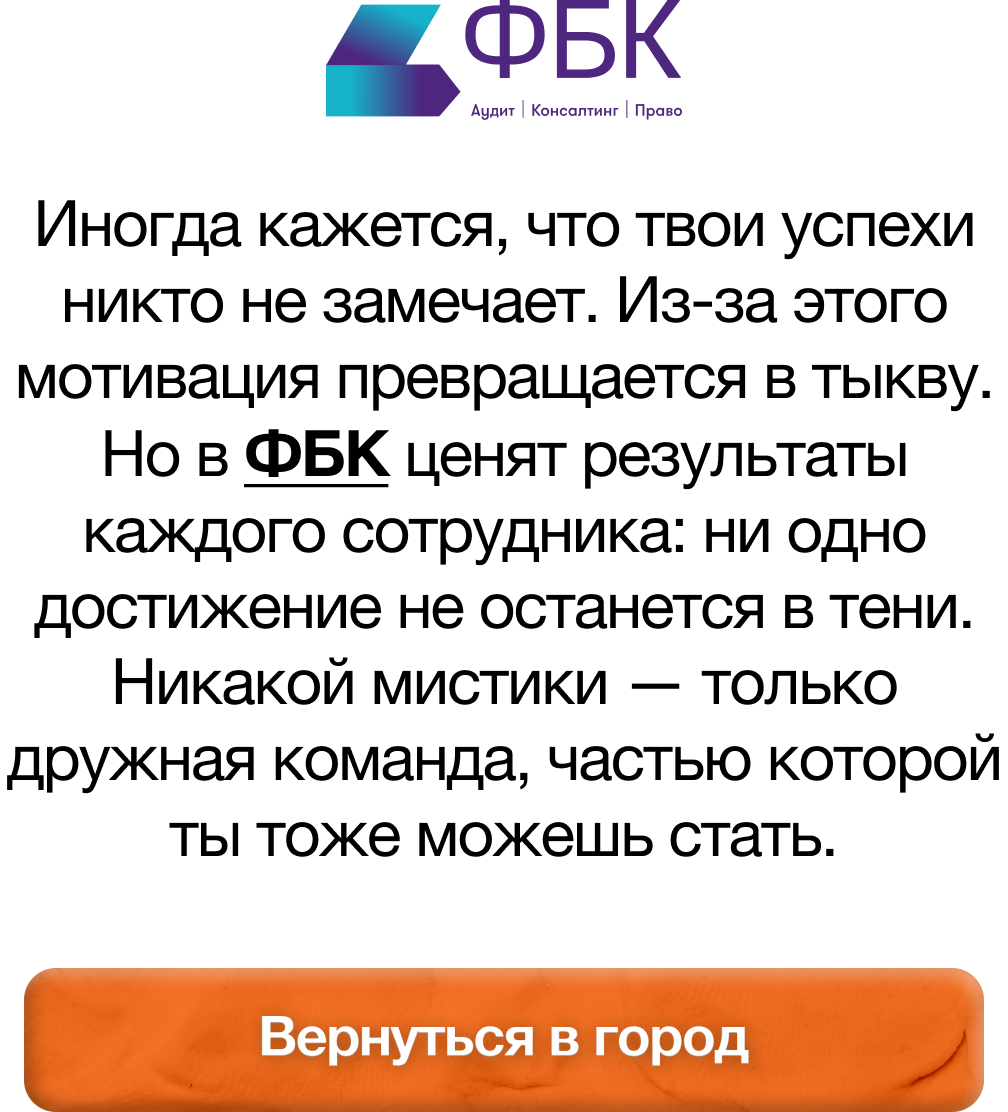 ФБК
Аудит | Консалтинг | Право
Иногда кажется, что твои успехи
никто не замечает. Из-за этого
мотивация превращается в тыкву.
Но в ФБК ценят результаты
каждого сотрудника: ни одно
достижение не останется в тени.
Никакой мистики — только
дружная команда, частью которой
ты тоже можешь стать.
Вернуться в город